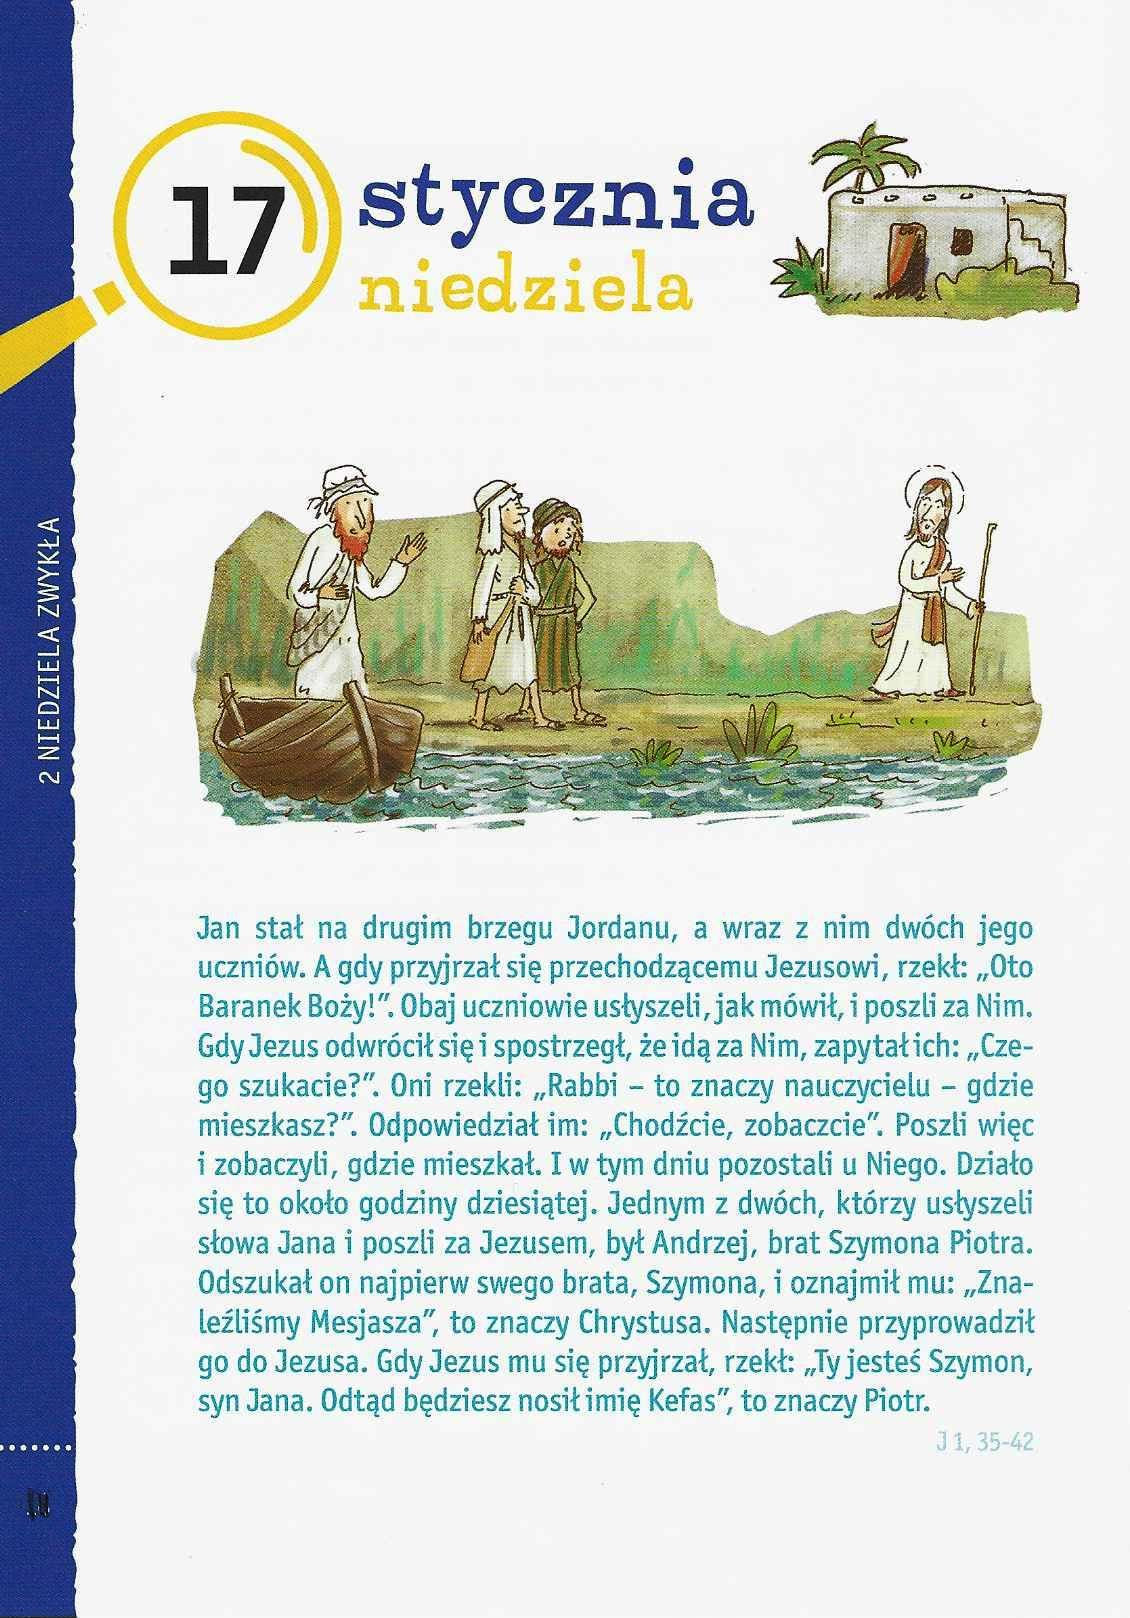 17
stycznia
niedziela
2 NIEDZIELA ZWYKŁA
Jan stał na drugim brzegu Jordanu, a wraz z nim dwóch jego
uczniów. A gdy przyjrzał się przechodzącemu Jezusowi, rzekł: „Oto
Baranek Boży!”. Obaj uczniowie usłyszeli, jak mówił, i poszli za Nim.
Gdy Jezus odwrócił się i spostrzegł, że idą za Nim, zapytał ich: „Cze-
go szukacie?”. Oni rzekli: „Rabbi – to znaczy nauczycielu – gdzie
mieszkasz?”. Odpowiedział im: „Chodźcie, zobaczcie”. Poszli więc
i zobaczyli, gdzie mieszkał. I w tym dniu pozostali u Niego. Działo
się to około godziny dziesiątej. Jednym z dwóch, którzy usłyszeli
słowa Jana i poszli za Jezusem, był Andrzej, brat Szymona Piotra.
Odszukał on najpierw swego brata, Szymona, i oznajmił mu: „Zna-
leźliśmy Mesjasza”, to znaczy Chrystusa. Następnie przyprowadził
go do Jezusa. Gdy Jezus mu się przyjrzał, rzekł: „Ty jesteś Szymon,
syn Jana. Odtąd będziesz nosił imię Kefas”, to znaczy Piotr.
J 1, 35-42